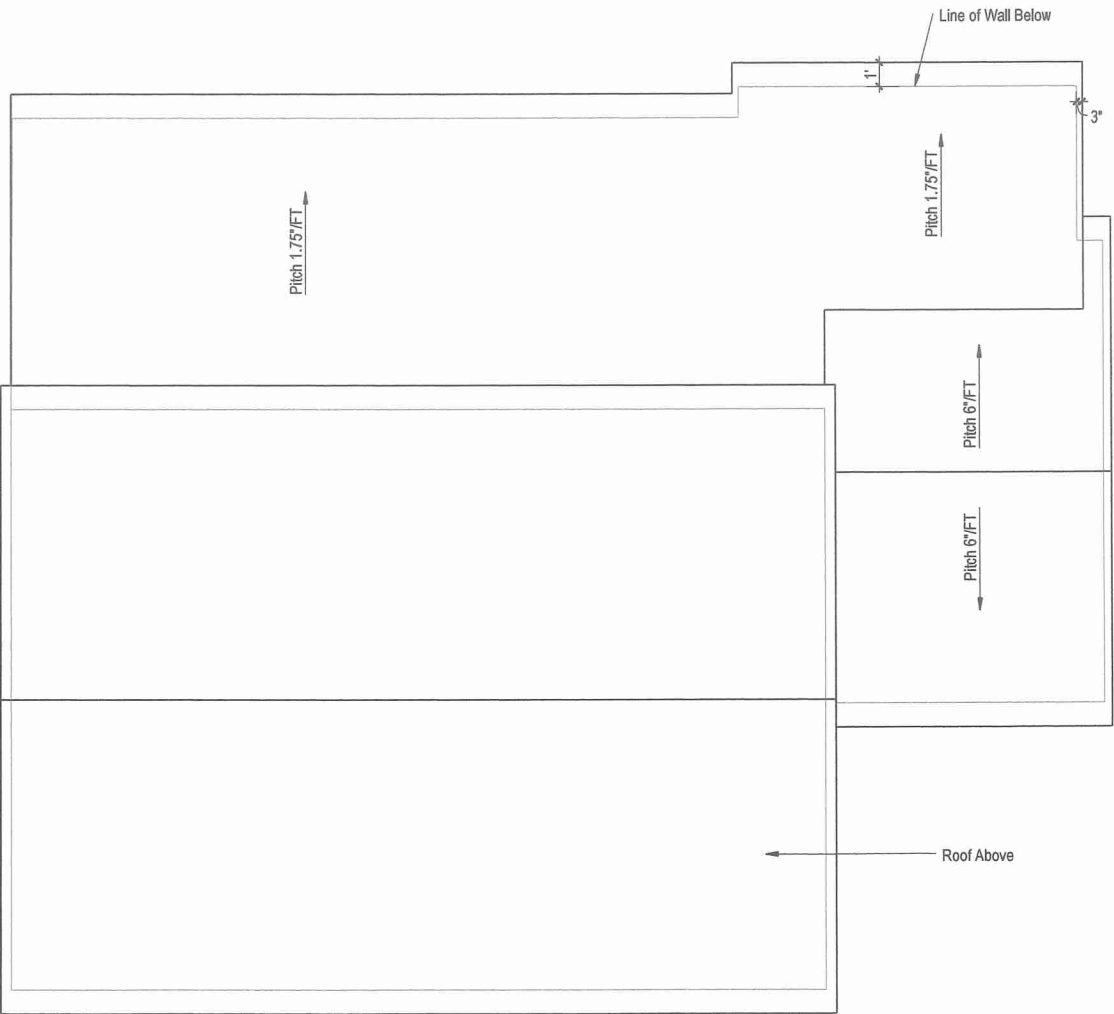 Line of Wall Below
1'
3"
Pitch 1.75"/FT
Pitch 1.75"/FT
Pitch 6"/FT
Pitch 6"/FT
Roof Above